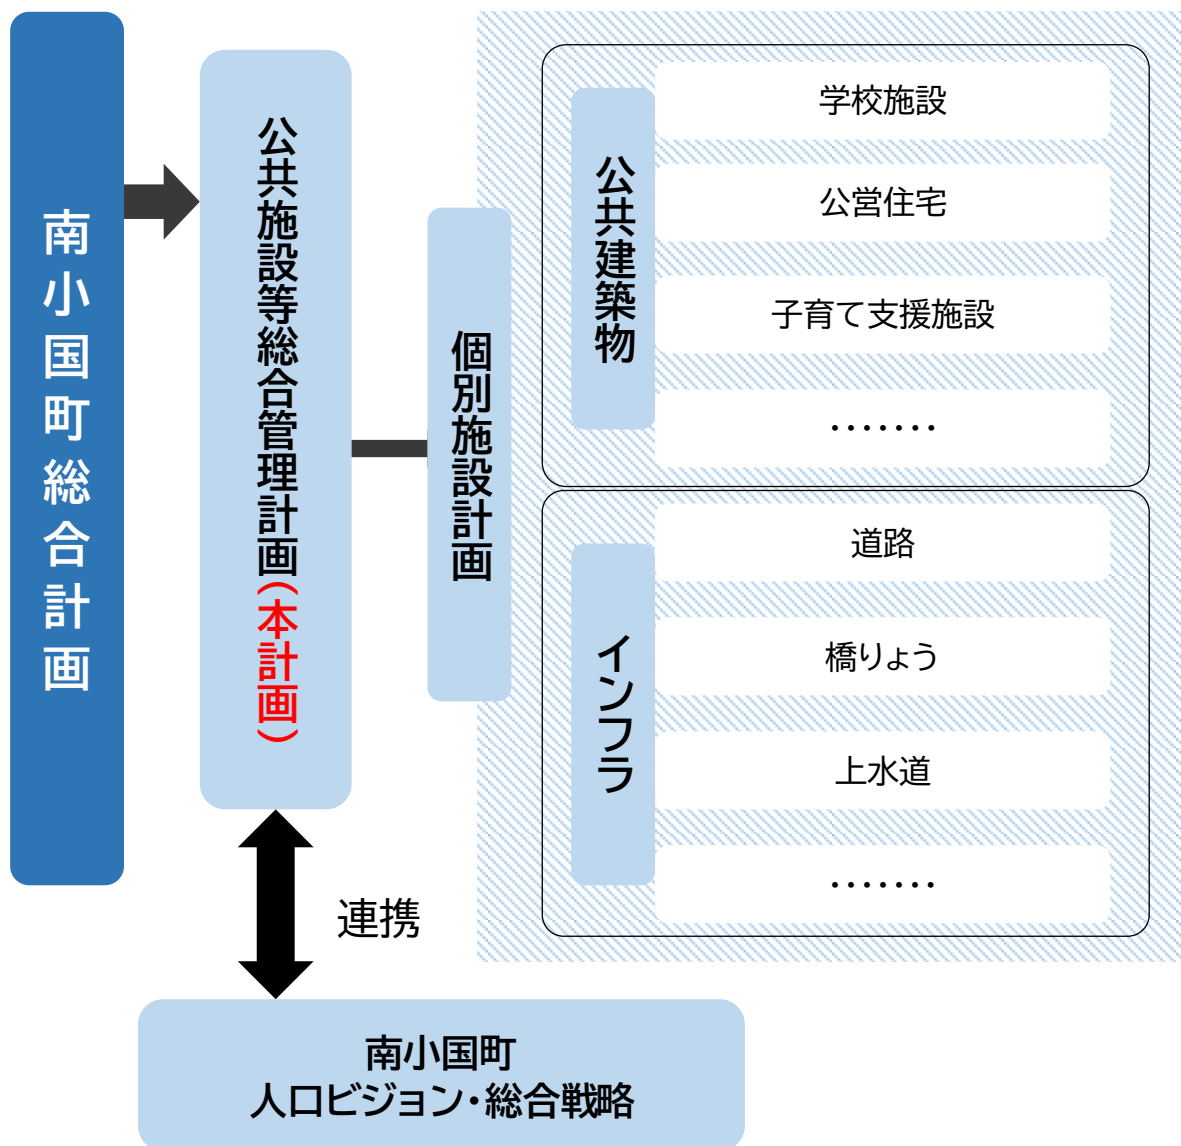 南小国町総合計画
公共施設等総合管理計画(本計画)
個別施設計画
公共建築物
学校施設
公営住宅
子育て支援施設
・・・・・・・
インフラ
道路
橋りょう
上水道
・・・・・・・
連携
南小国町
人口ビジョン・総合戦略